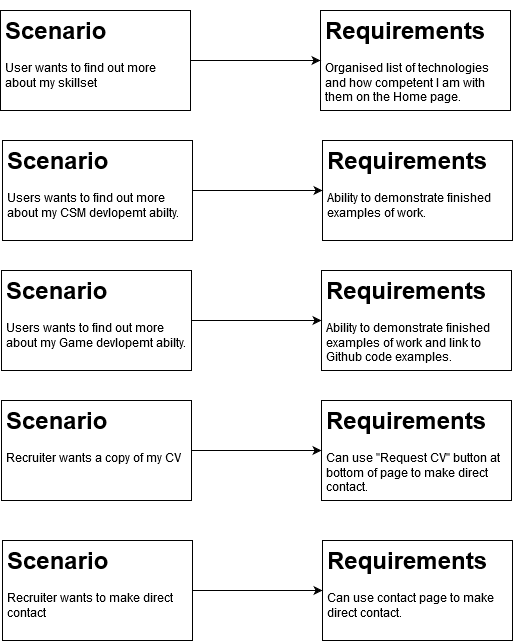 Scenario
User wants to find out more
about my skillset
Requirements
Organised list of technologies
and how competent I am with
them on the Home page.
Scenario
Users wants to find out more
about my CSM devlopemt abilty.
Requirements
Ability to demonstrate finished
examples of work.
Scenario
Users wants to find out more
about my Game devlopemt abilty.
Requirements
Ability to demonstrate finished
examples of work and link to
Github code examples.
Scenario
Recruiter wants a copy of my CV
Requirements
Can use "Request CV" button at
bottom of page to make direct
contact.
Scenario
Recruiter wants to make direct
contact
Requirements
Can use contact page to make
direct contact.